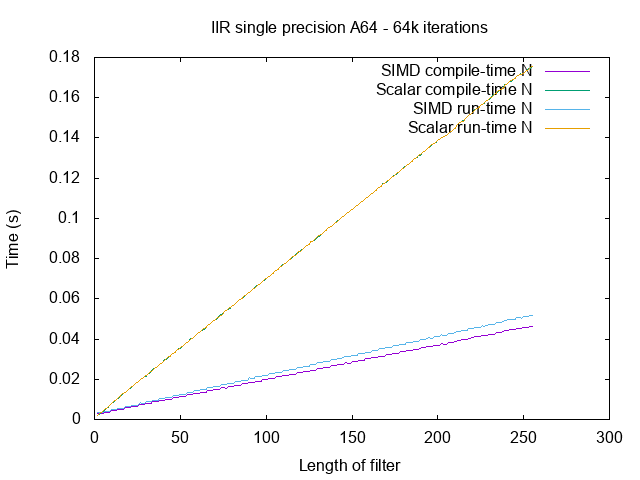 IIR single precision A64 - 64k iterations
0.18
0.16
0.14
0.12
0.1
0.08
0.06
0.04
0.02
0
Time (s)
SIMD compile-time N
Scalar compile-time N
SIMD run-time N
Scalar run-time N
0 50 100 150 200 250 300
Length of filter